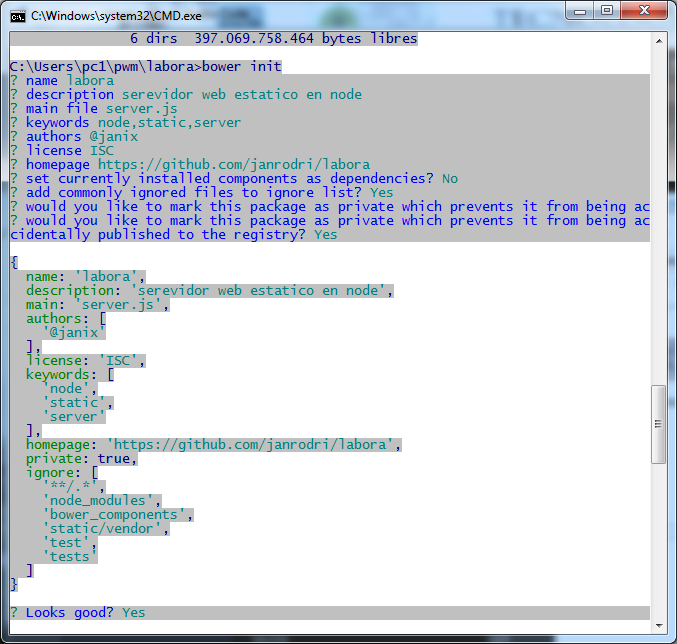 C:\Windows\system32\CMD.exe
6 dirs  397.069.758.464 bytes libres
C:\Users\pc1\pwm\labora>bower init
? name labora
? description serevidor web estatico en node
? main file server.js
? keywords node,static,server
? authors @janix
? license ISC
? homepage https://github.com/janrodri/labora
? set currently installed components as dependencies? No
? add commonly ignored files to ignore list? Yes
? would you like to mark this package as private which prevents it from being ac
? would you like to mark this package as private which prevents it from being ac
cidentally published to the registry? Yes
{
  name: 'labora',
  description: 'serevidor web estatico en node',
  main: 'server.js',
  authors: [
    '@janix'
  ],
  license: 'ISC',
  keywords: [
    'node',
    'static',
    'server'
  ],
  homepage: 'https://github.com/janrodri/labora',
  private: true,
  ignore: [
    '**/.*',
    'node_modules',
    'bower_components',
    'static/vendor',
    'test',
    'tests'
  ]
}
? Looks good? Yes